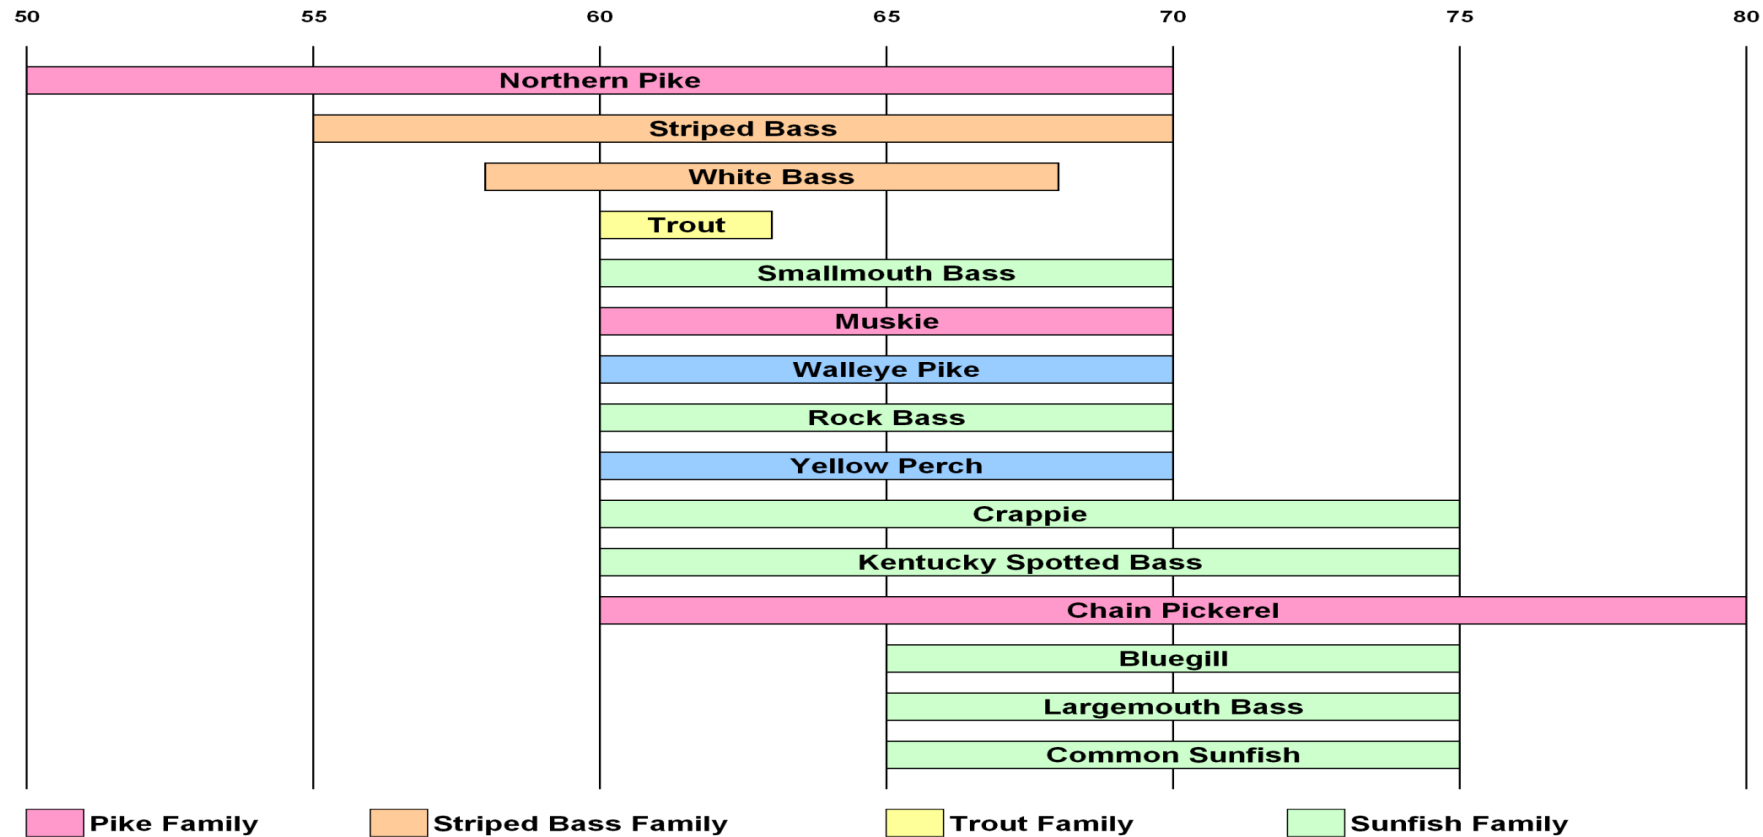 50 55 60 65 70 75 80
Northern Pike
Striped Bass
White Bass
Trout
Smallmouth Bass
Muskie
Walleye Pike
Rock Bass
Yellow Perch
Crappie
Kentucky Spotted Bass
Chain Pickerel
Bluegill
Largemouth Bass
Common Sunfish
Pike Family Striped Bass Family Trout Family Sunfish Family